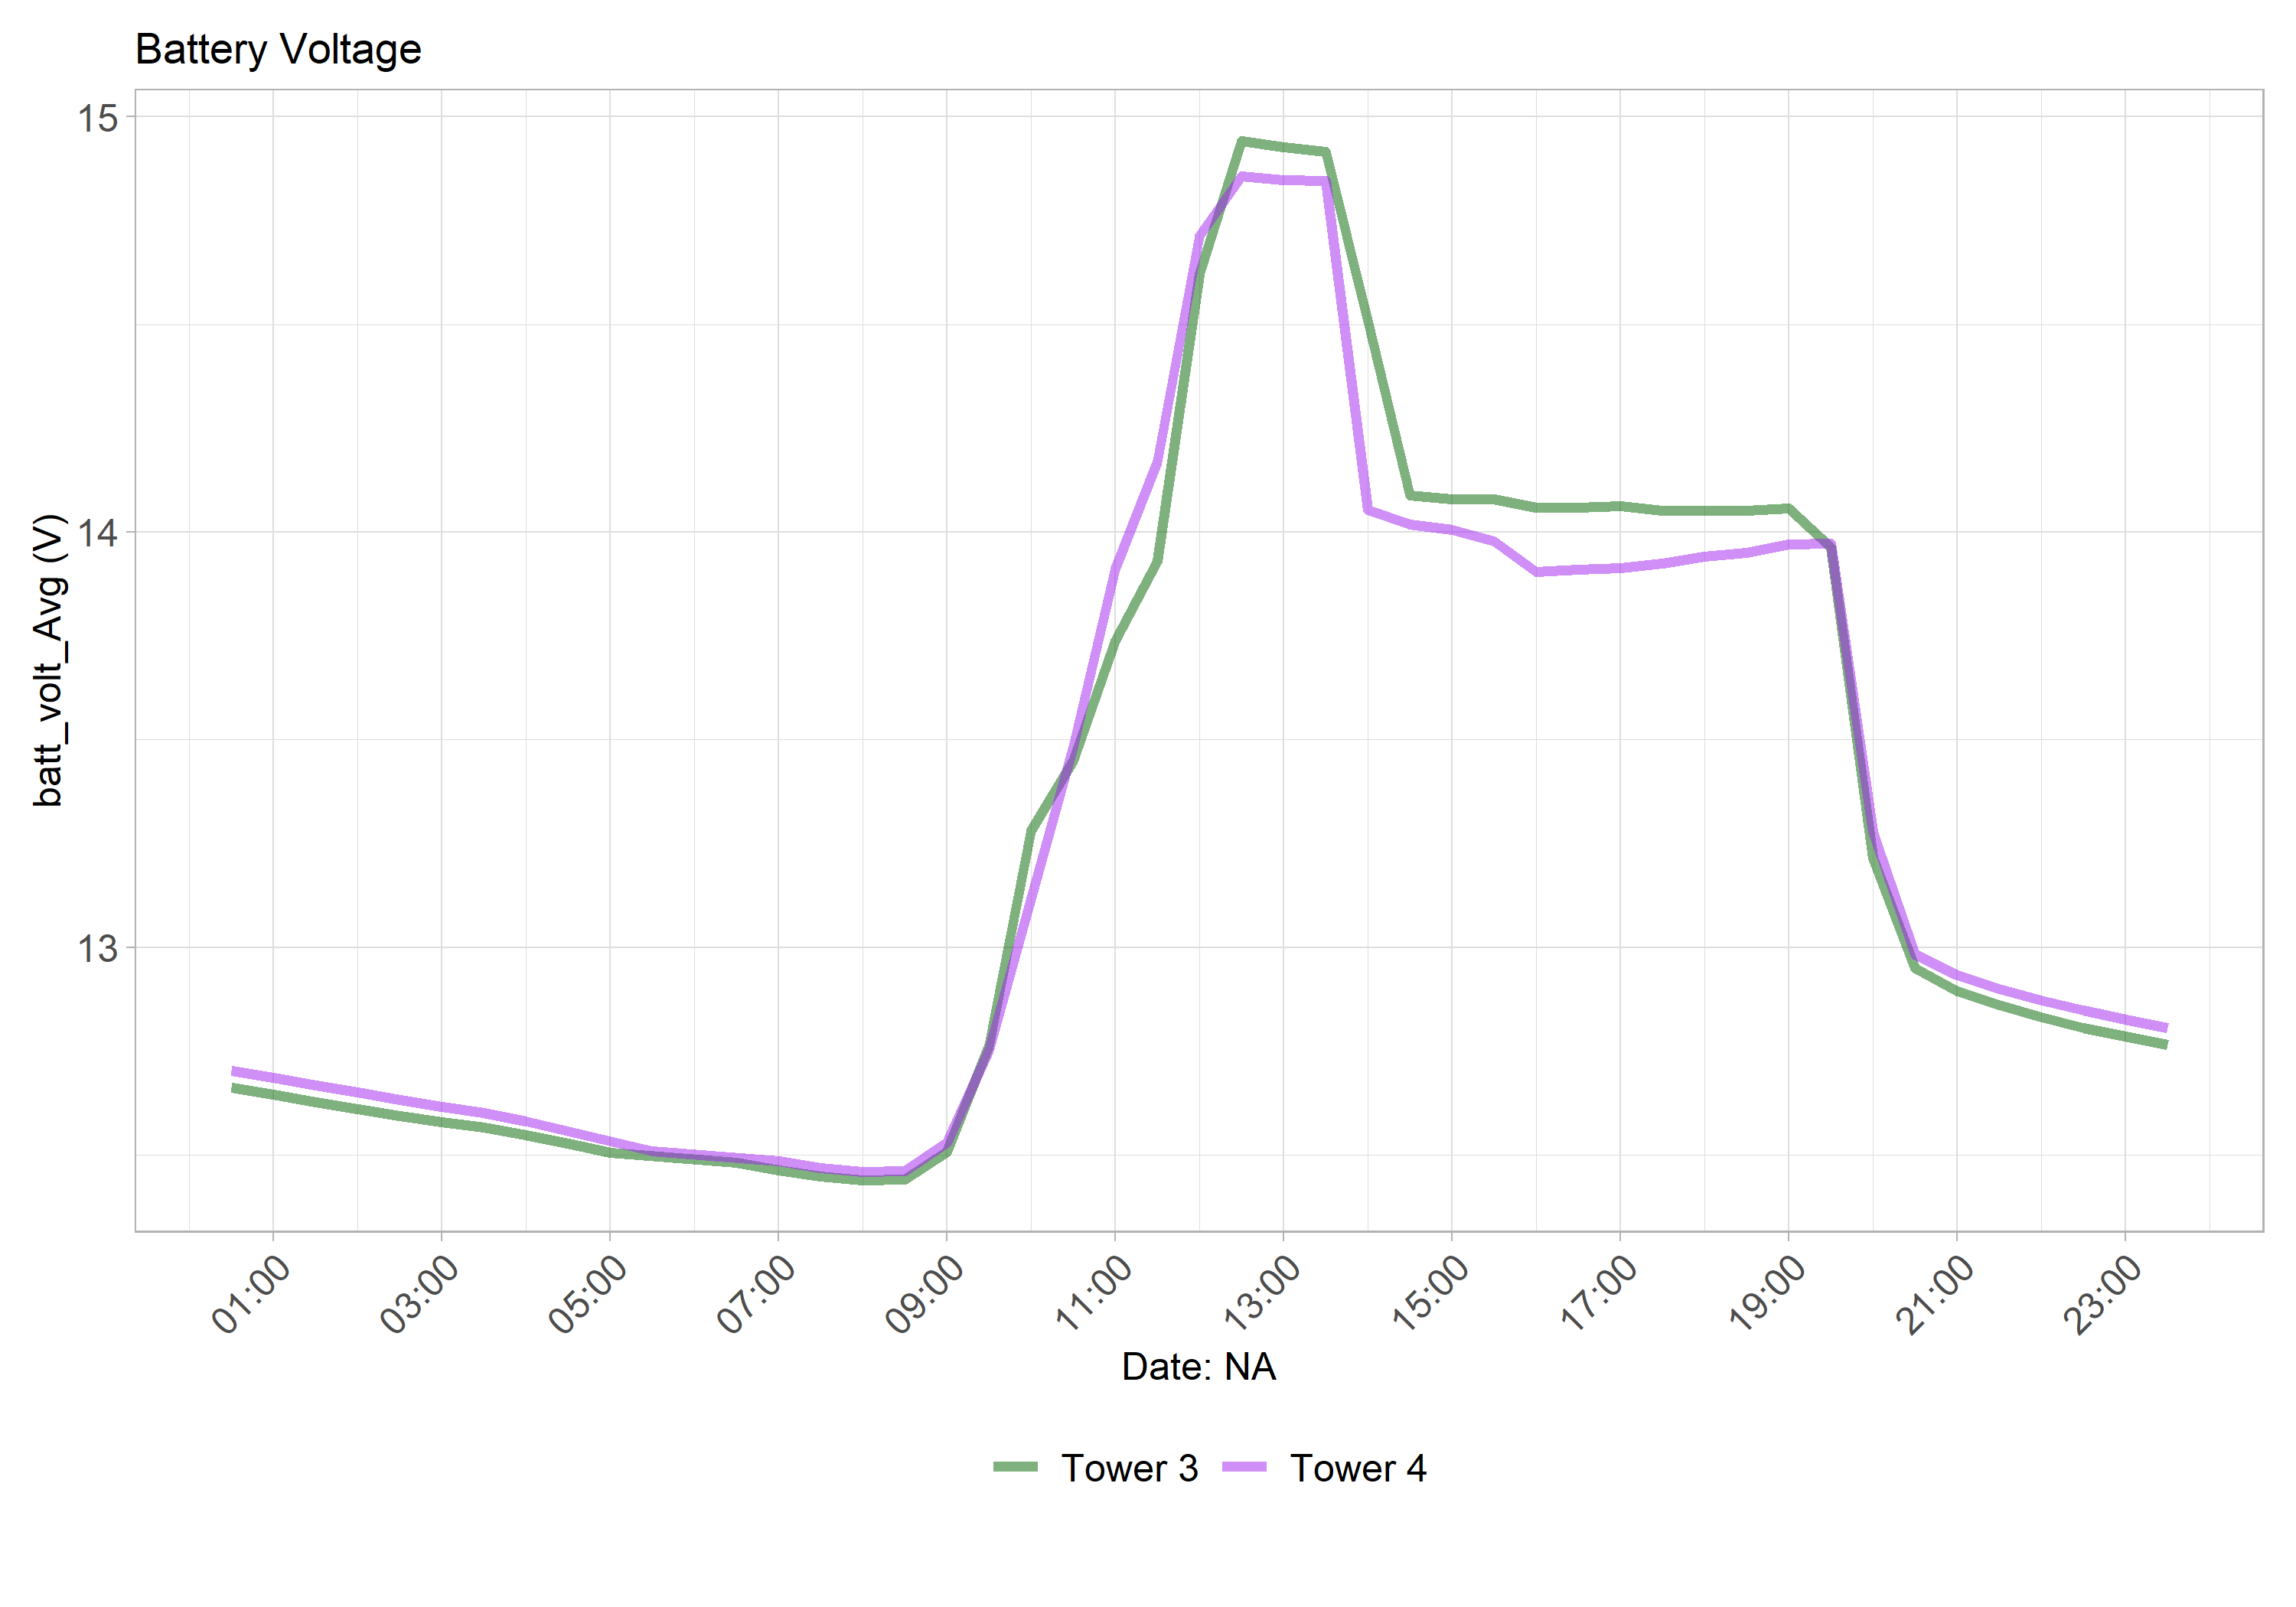 Battery Voltage
15
14
13
batt_volt_Avg (V)
01:00 03:00 05:00 07:00 09:00 11:00 13:00 15:00 17:00 19:00 21:00 23:00
Date: NA
Tower 3 Tower 4